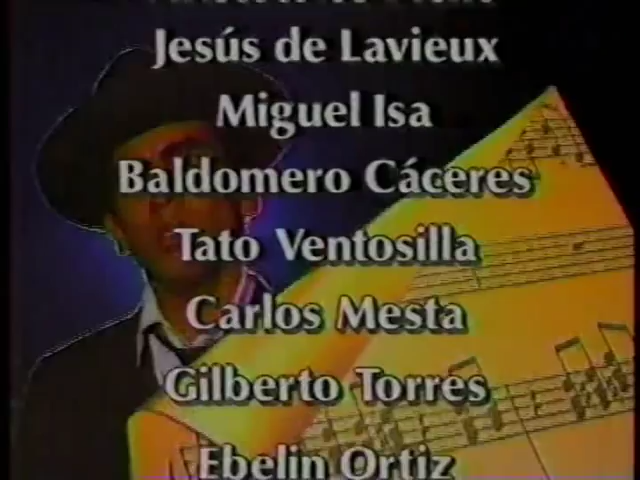 Jesús de Lavieux
Miguel Isa
Baldomero Cáceres
Tato Ventosilla
Carlos Mesta
Gilberto Torres
Ebelin Ortiz